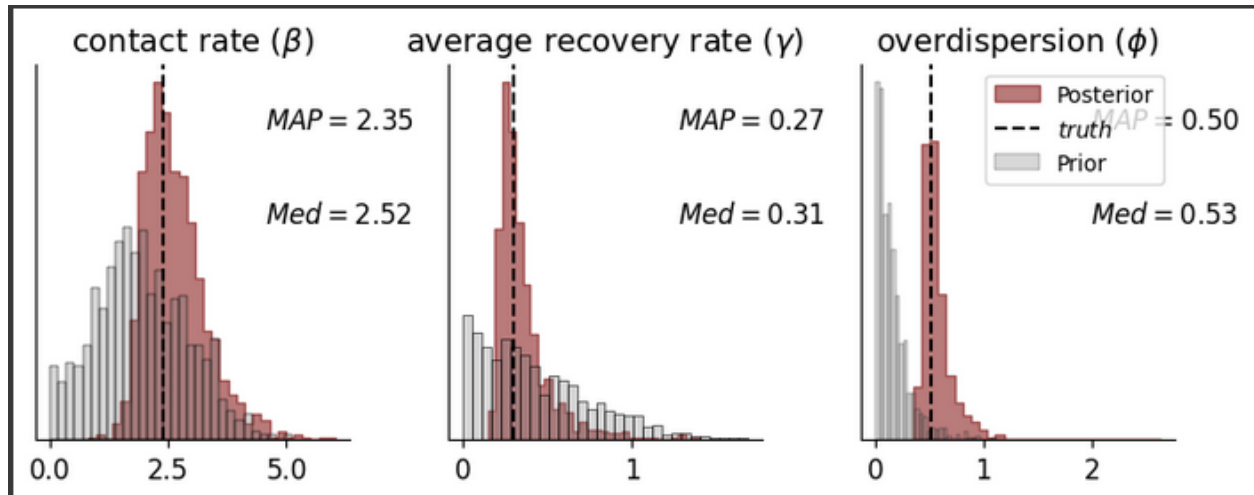 contact rate (β)
MAP = 2.35
Med = 2.52
0.0 2.5 5.0
average recovery rate (γ)
MAP = 0.27
Med = 0.31
0 1
overdispersion (ϕ)
Posterior
truth
Prior
MAP = 0.50
Med = 0.53
0 1 2